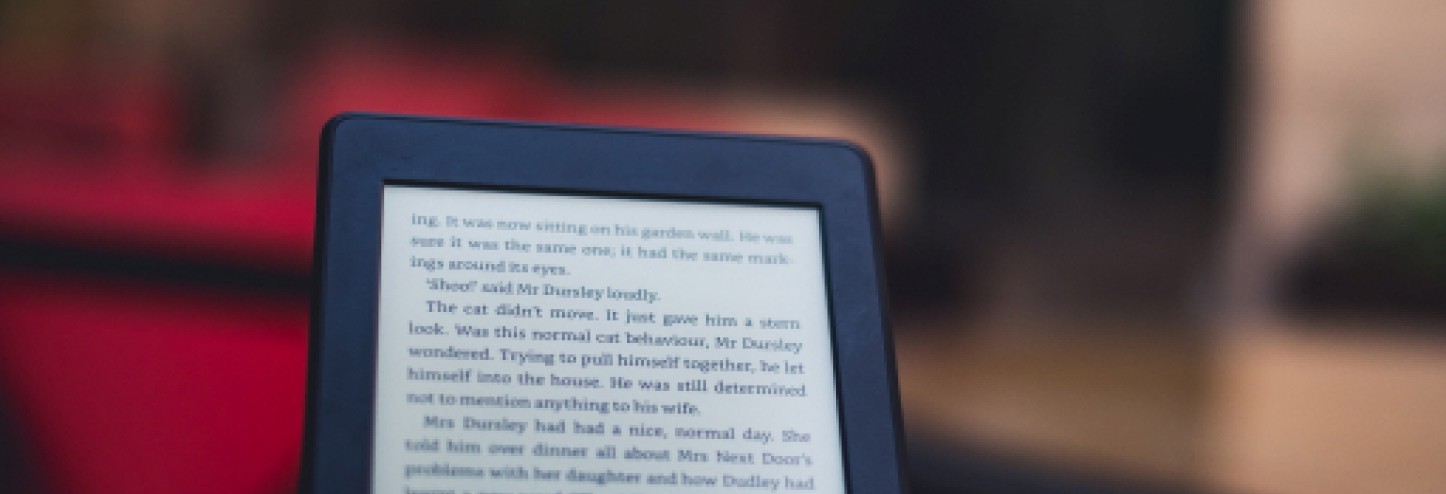 ing. It was now sitting on his garden wall. He was
sure it was the same one; it had the same mark-
ings around its eyes.
'Shoo!' said Mr Dursley loudly.
The cat didn't move. It just gave him a stern
look. Was this normal cat behaviour, Mr Dursley
wondered. Trying to pull himself together, he let
himself into the house. He was still determined
not to mention anything to his wife.
Mrs Dursley had had a nice, normal day. She
told him over dinner all about Mrs Next Door's
problems with her daughter and how Dudley had